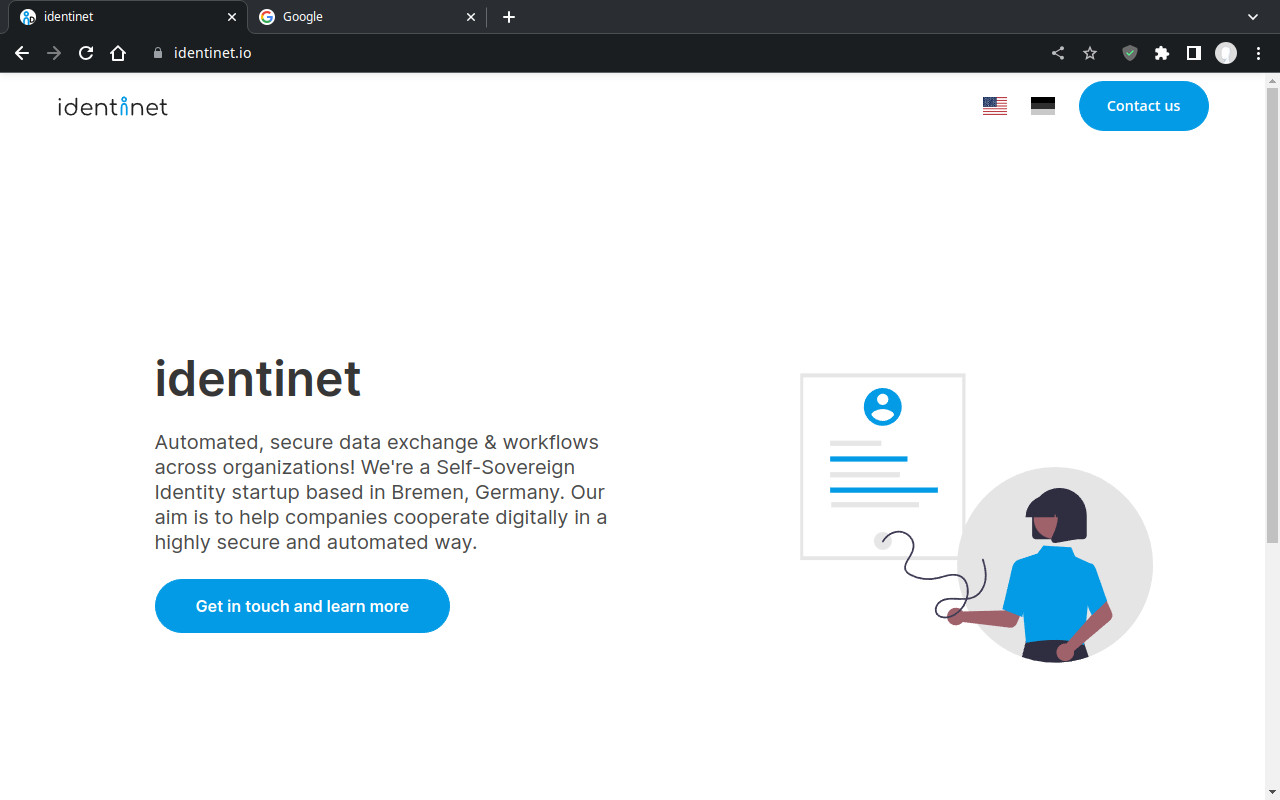 identinet
Google
identinet.io
identinet
Contact us
identinet
Automated, secure data exchange & workflows
across organizations! We're a Self-Sovereign
Identity startup based in Bremen, Germany. Our
aim is to help companies cooperate digitally in a
highly secure and automated way.
Get in touch and learn more